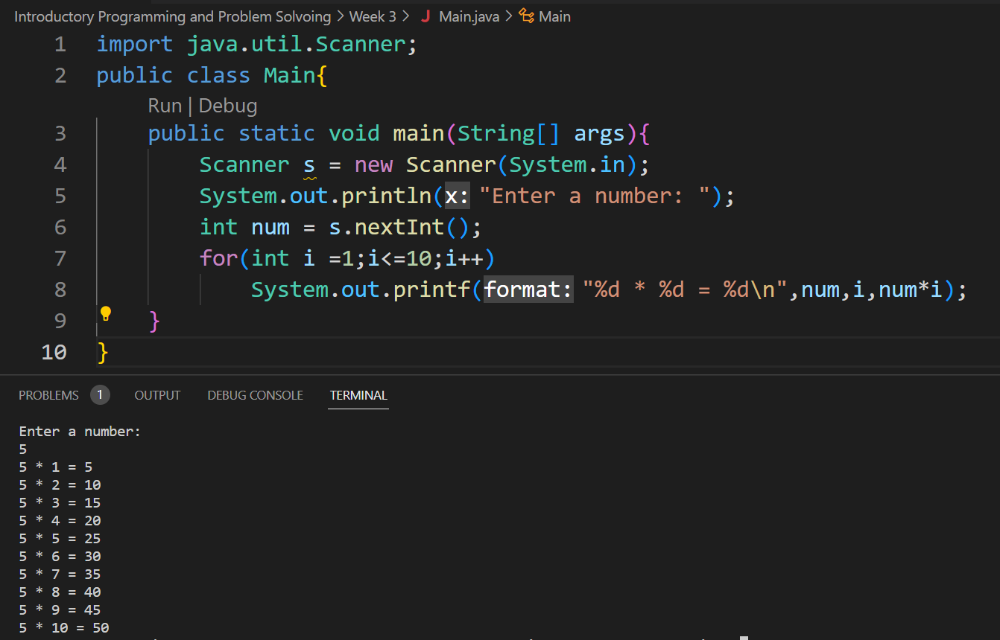 Introductory Programming and Problem Solvoing > Week 3 > J Main.java > Main
1 import java.util.Scanner;
2 public class Main{
Run | Debug
3 public static void main(String[] args){
4 Scanner s = new Scanner(System.in);
5 System.out.println(x: "Enter a number: ");
6 int num = s.nextInt();
7 for(int i =1;i<=10;i++)
8 System.out.printf(format: "%d * %d = %d\n",num,i,num*i);
9 }
10 }
PROBLEMS 1 OUTPUT DEBUG CONSOLE TERMINAL
Enter a number:
5
5 * 1 = 5
5 * 2 = 10
5 * 3 = 15
5 * 4 = 20
5 * 5 = 25
5 * 6 = 30
5 * 7 = 35
5 * 8 = 40
5 * 9 = 45
5 * 10 = 50